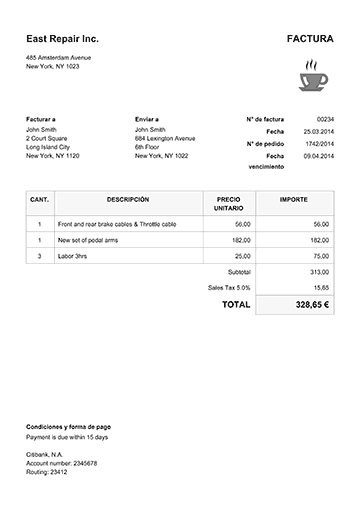 East Repair Inc.
FACTURA
485 Amsterdam Avenue
New York, NY 1023
Facturar a
John Smith
2 Court Square
Long Island City
New York, NY 1120
Enviar a
John Smith
684 Lexington Avenue
6th Floor
New York, NY 1022
N° de factura 00234
Fecha 25.03.2014
N° de pedido 1742/2014
Fecha vencimiento 09.04.2014
CANT. DESCRIPCIÓN PRECIO UNITARIO IMPORTE
1 Front and rear brake cables & Throttle cable 56,00 56,00
1 New set of pedal arms 182,00 182,00
3 Labor 3hrs 25,00 75,00
Subtotal 313,00
Sales Tax 5.0% 15,65
TOTAL 328,65 €
Condiciones y forma de pago
Payment is due within 15 days
Citibank, N.A.
Account number: 2345678
Routing: 23412